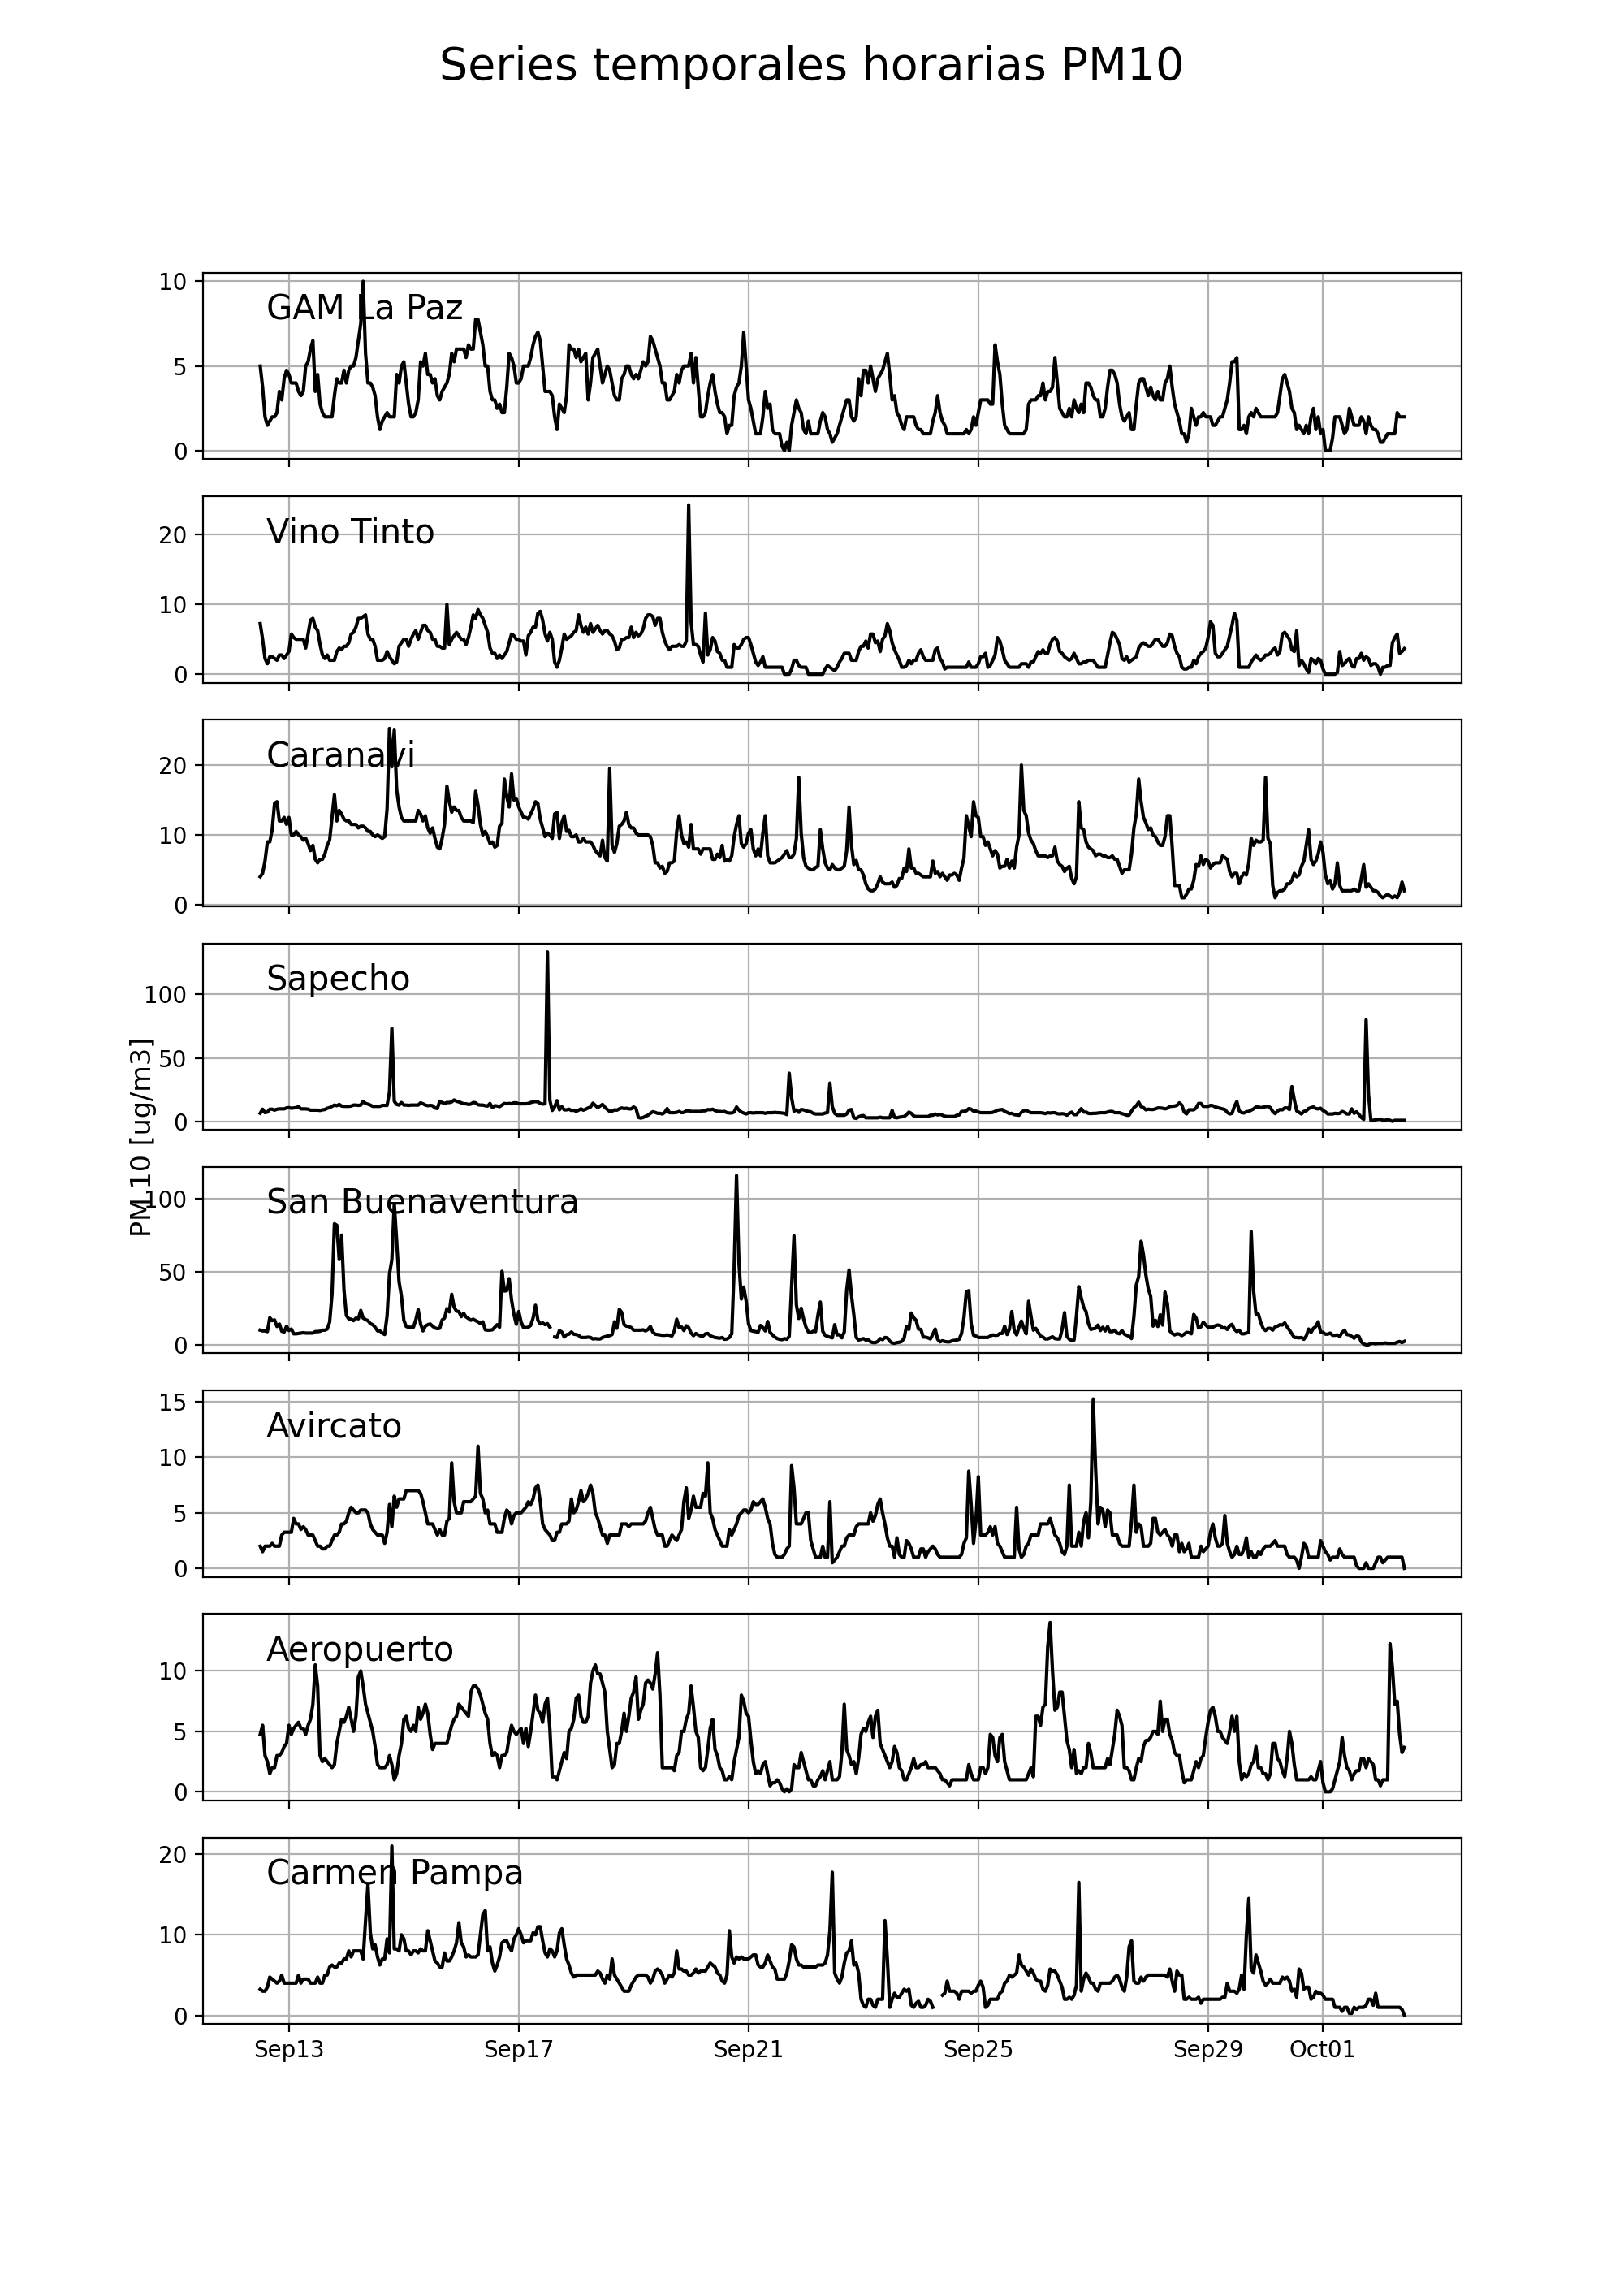 Series temporales horarias PM10
10
GAM La Paz
5
0
20
Vino Tinto
10
0
20
Caranavi
10
0
100
Sapecho
50
0
PM 10 [ug/m3]
100
San Buenaventura
50
0
15
Avircato
10
5
0
10
Aeropuerto
5
0
20
Carmen Pampa
10
0
Sep13 Sep17 Sep21 Sep25 Sep29 Oct01